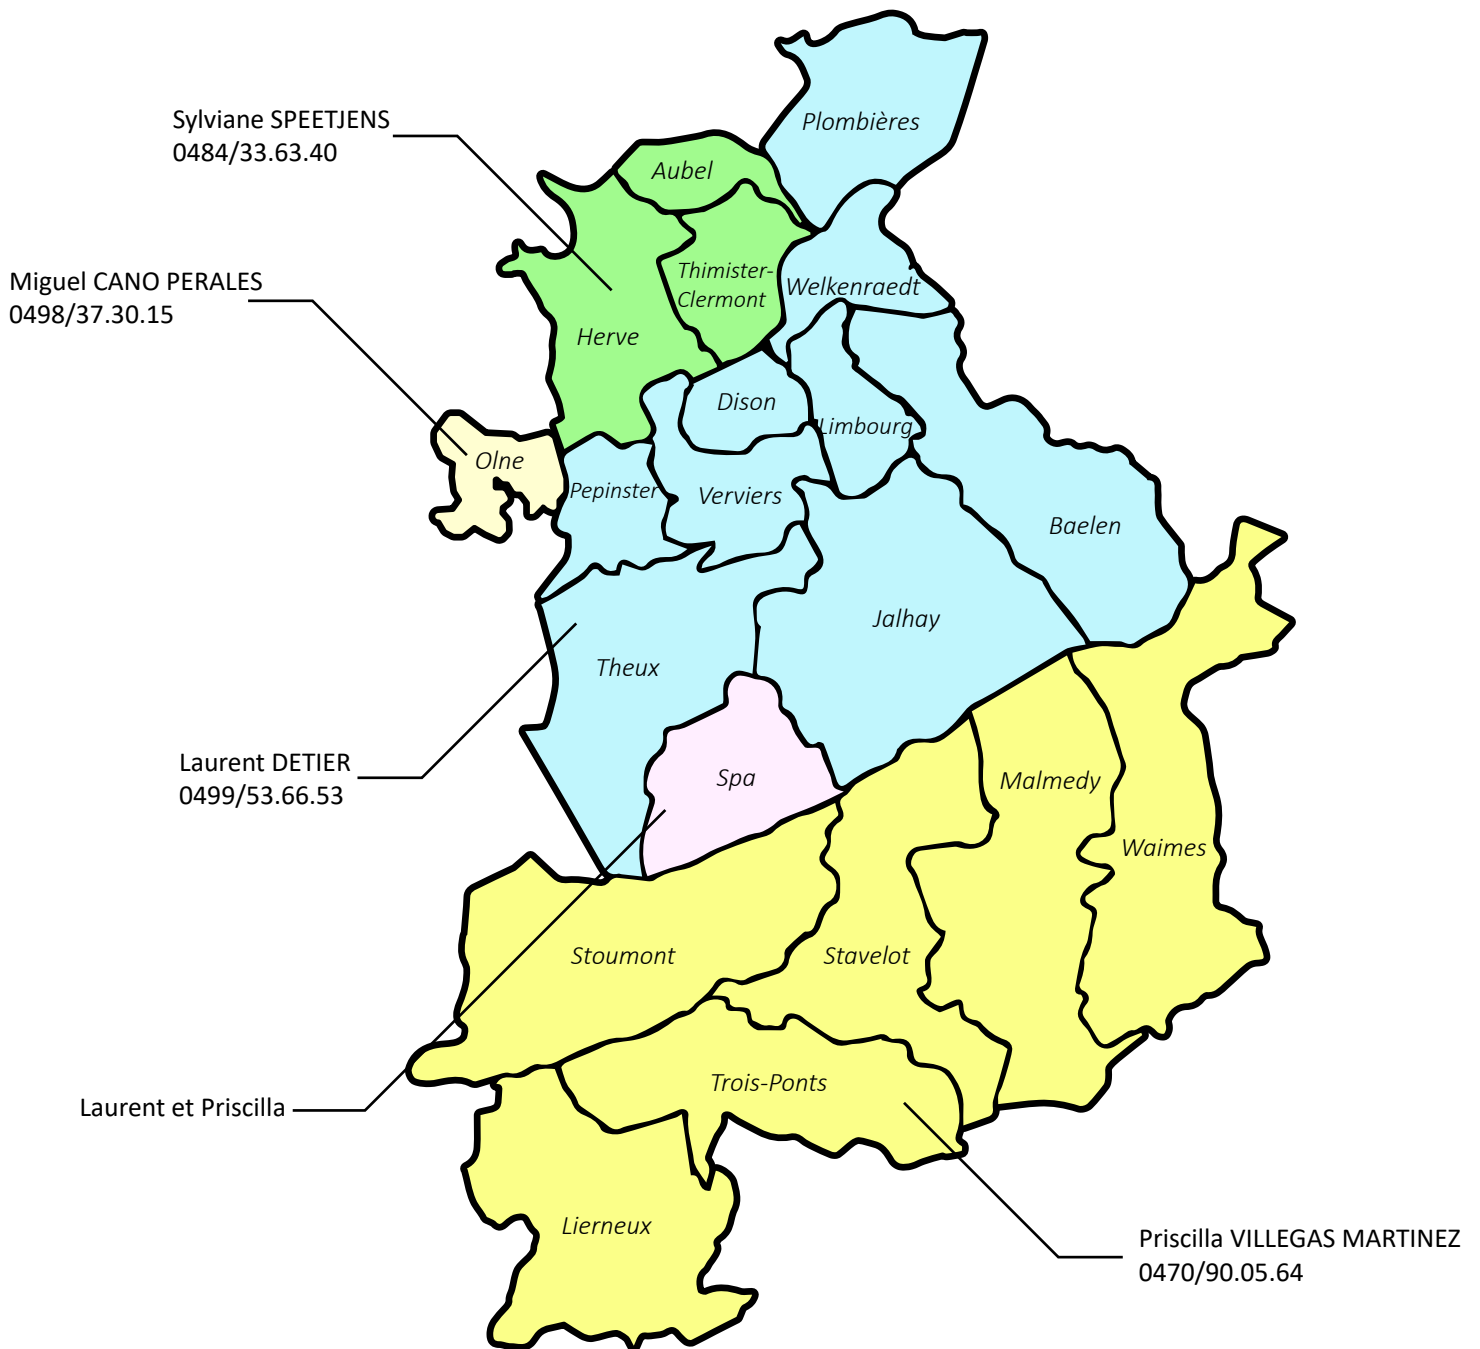 Plombières
Sylviane SPEETJENS
0484/33.63.40
Aubel
Thimister-
Clermont
Welkenraedt
Miguel CANO PERALES
0498/37.30.15
Herve
Dison
Limbourg
Olne
Pepinster
Verviers
Baelen
Jalhay
Theux
Laurent DETIER
0499/53.66.53
Spa
Malmedy
Waimes
Stoumont
Stavelot
Trois-Ponts
Laurent et Priscilla
Lierneux
Priscilla VILLEGAS MARTINEZ
0470/90.05.64